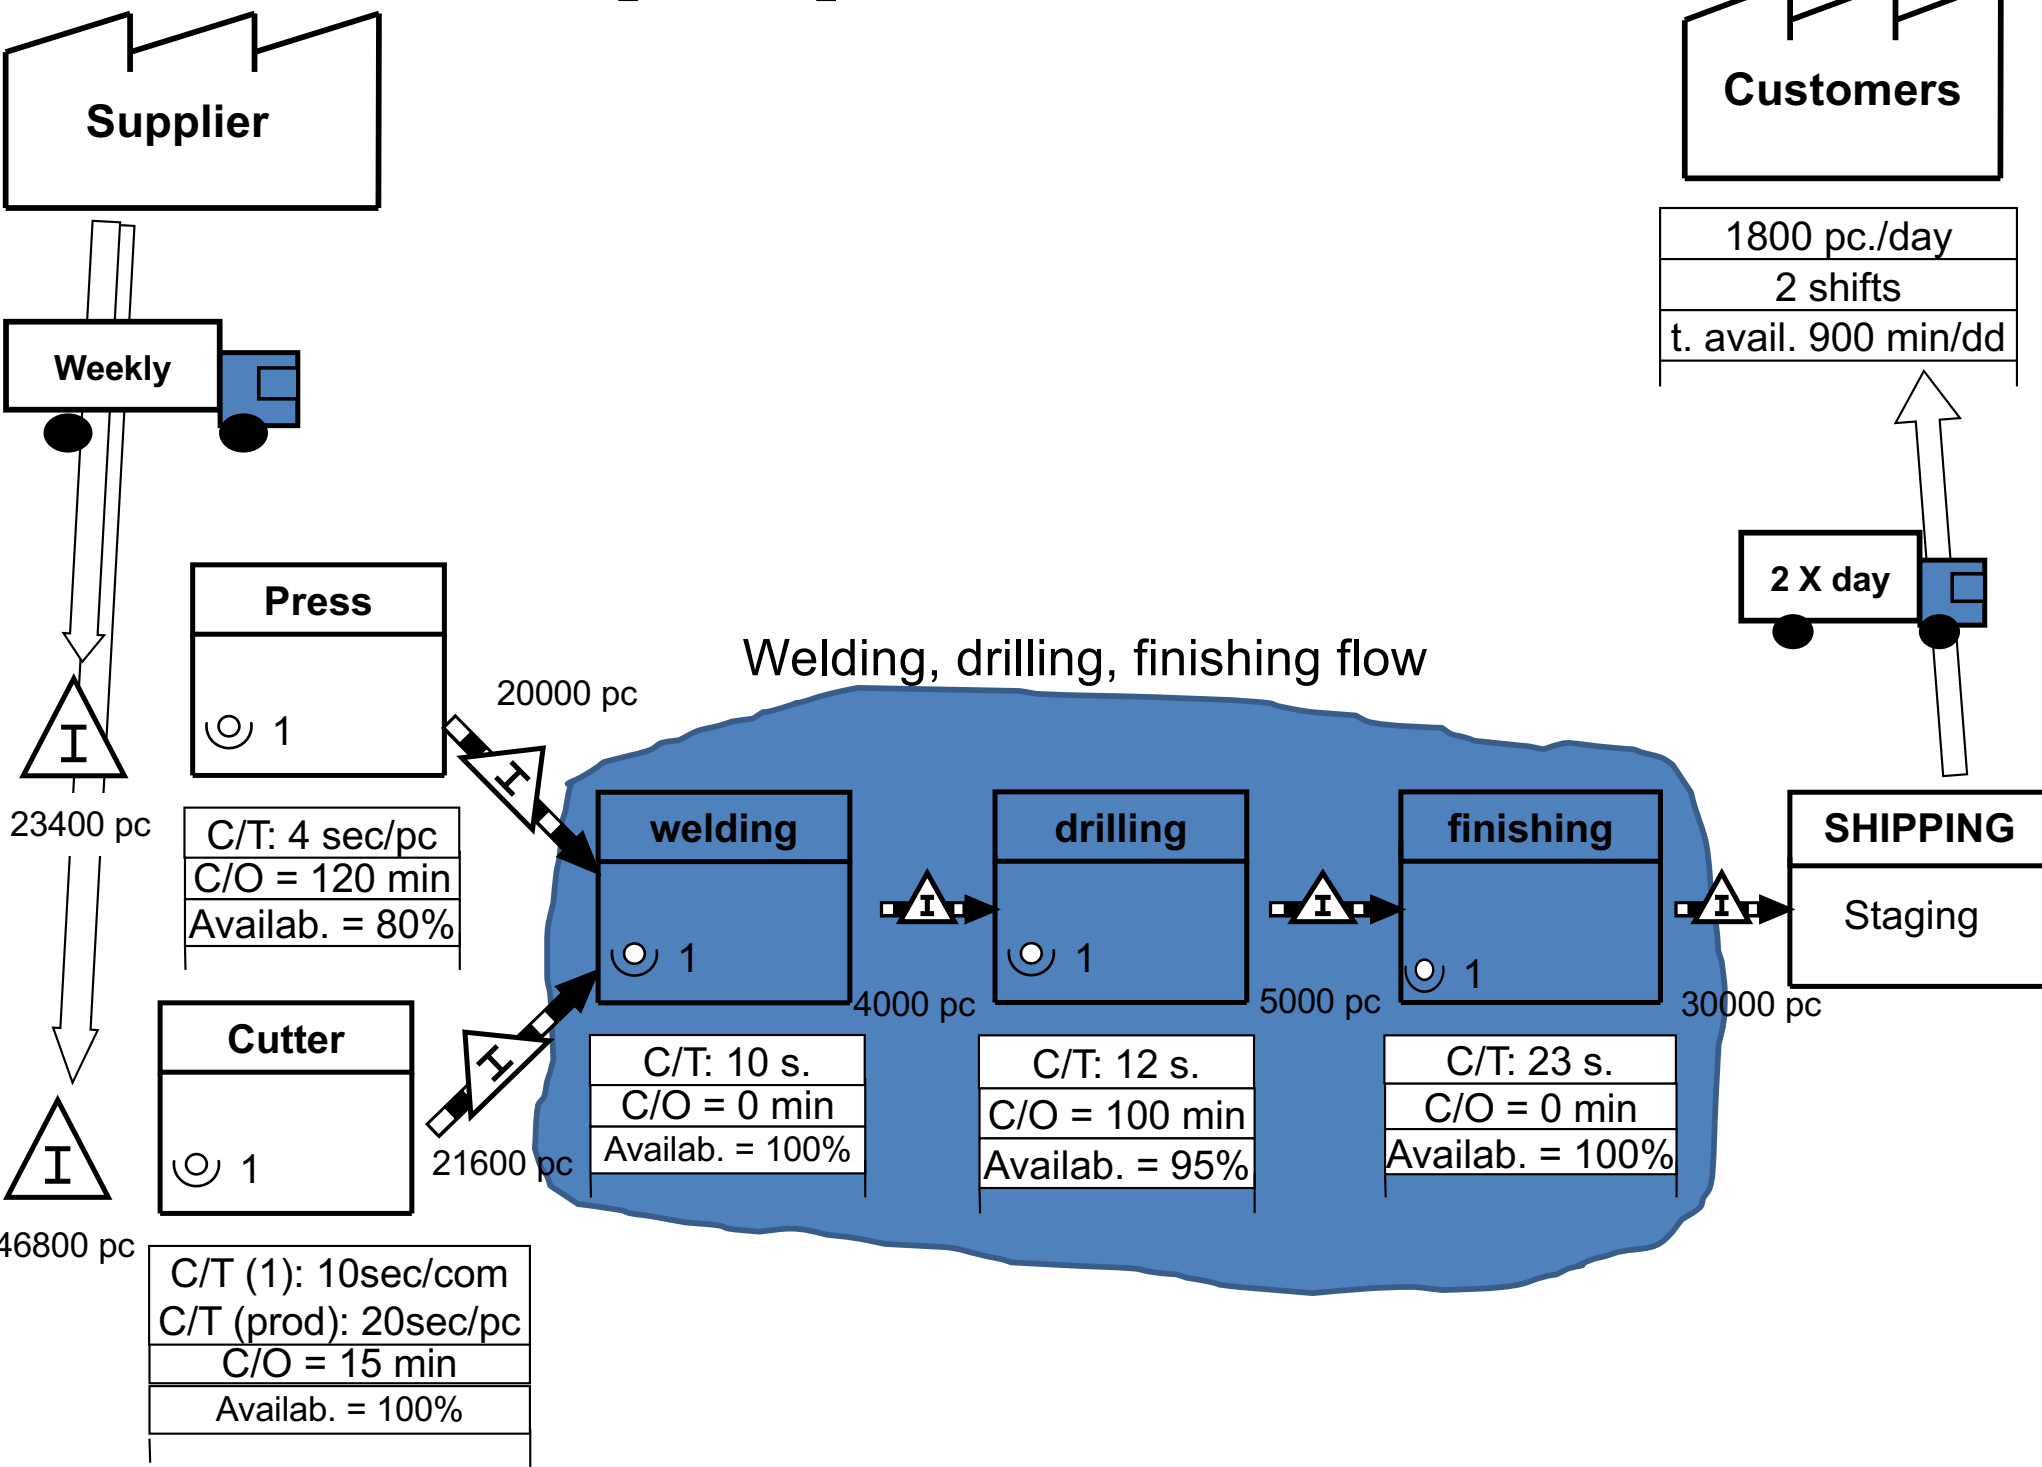 Supplier
Customers
1800 pc./day
2 shifts
t. avail. 900 min/dd
Weekly
2 X day
Press
1
C/T: 4 sec/pc
C/O = 120 min
Availab. = 80%
20000 pc
23400 pc
Welding, drilling, finishing flow
welding
1
C/T: 10 s.
C/O = 0 min
Availab. = 100%
4000 pc
drilling
1
C/T: 12 s.
C/O = 100 min
Availab. = 95%
5000 pc
finishing
1
C/T: 23 s.
C/O = 0 min
Availab. = 100%
30000 pc
SHIPPING
Staging
Cutter
1
21600 pc
46800 pc
C/T (1): 10sec/com
C/T (prod): 20sec/pc
C/O = 15 min
Availab. = 100%
I
I
I
I
I
I
I